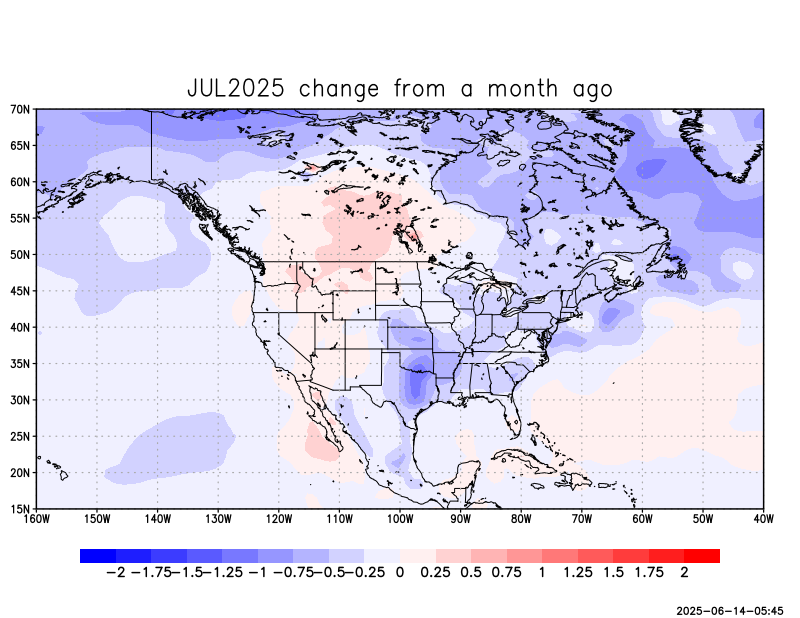 JUL2025 change from a month ago
70N
65N
60N
55N
50N
45N
40N
35N
30N
25N
20N
15N
160W 150W 140W 130W 120W 110W 100W 90W 80W 70W 60W 50W 40W
-2 -1.75 -1.5 -1.25 -1 -0.75 -0.5 -0.25 0 0.25 0.5 0.75 1 1.25 1.5 1.75 2
2025-06-14-05:45